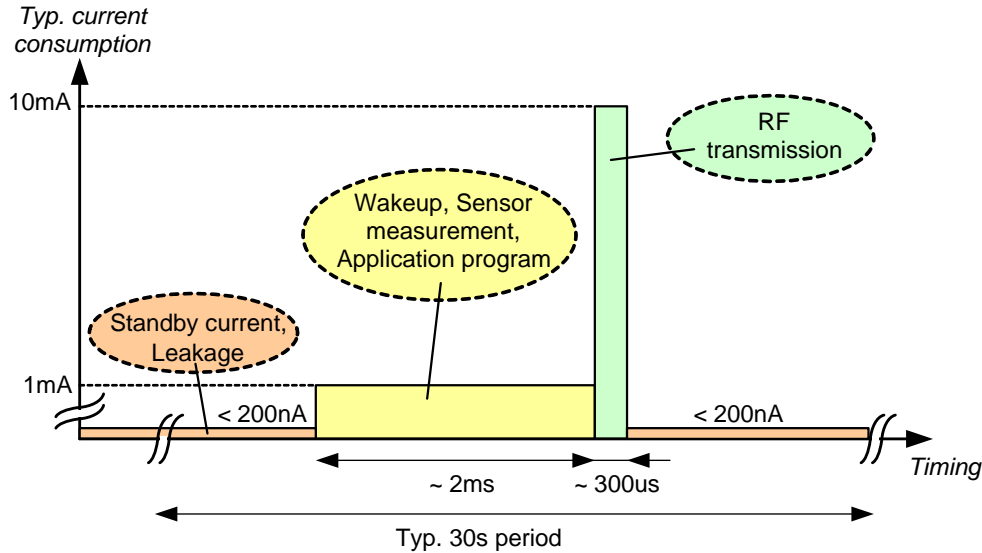 Typ. current
consumption
10mA
RF
transmission
Wakeup, Sensor
measurement,
Application program
Standby current,
Leakage
1mA
< 200nA
< 200nA
Timing
~ 2ms
~ 300us
Typ. 30s period